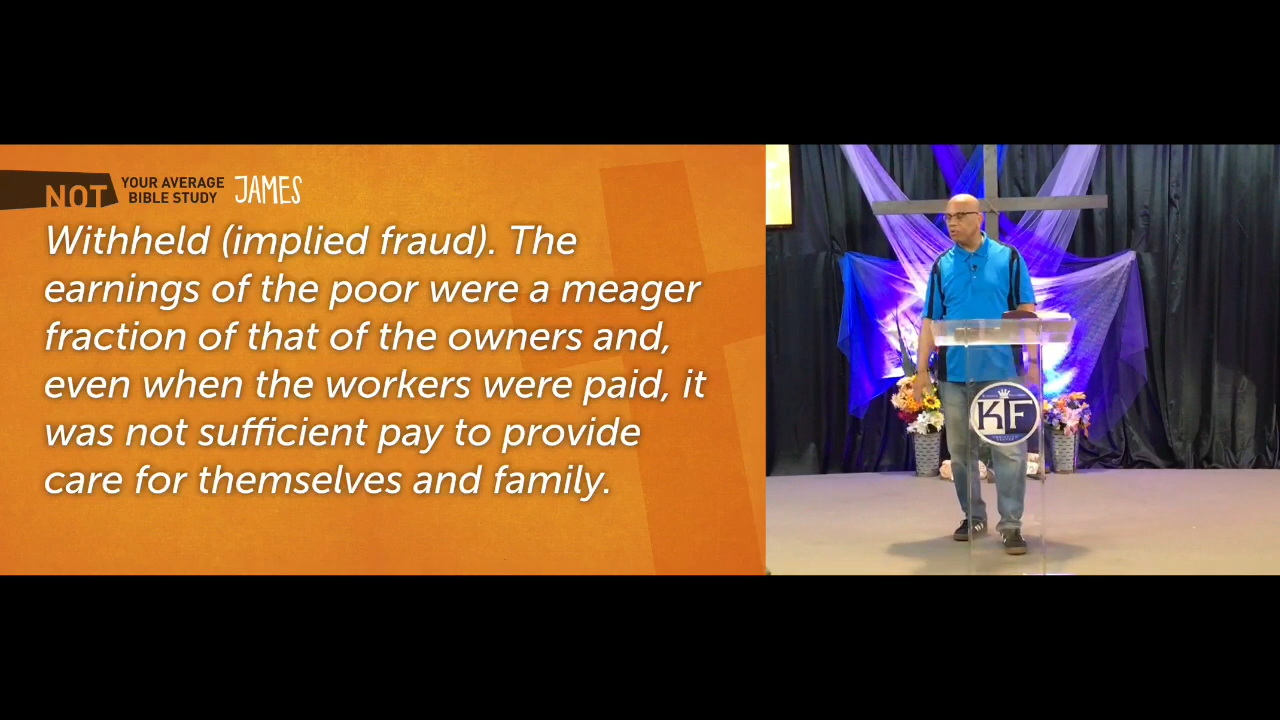 NOT
YOUR AVERAGE
BIBLE STUDY
JAMES
Withheld (implied fraud). The
earnings of the poor were a meager
fraction of that of the owners and,
even when the workers were paid, it
was not sufficient pay to provide
care for themselves and family.
KF